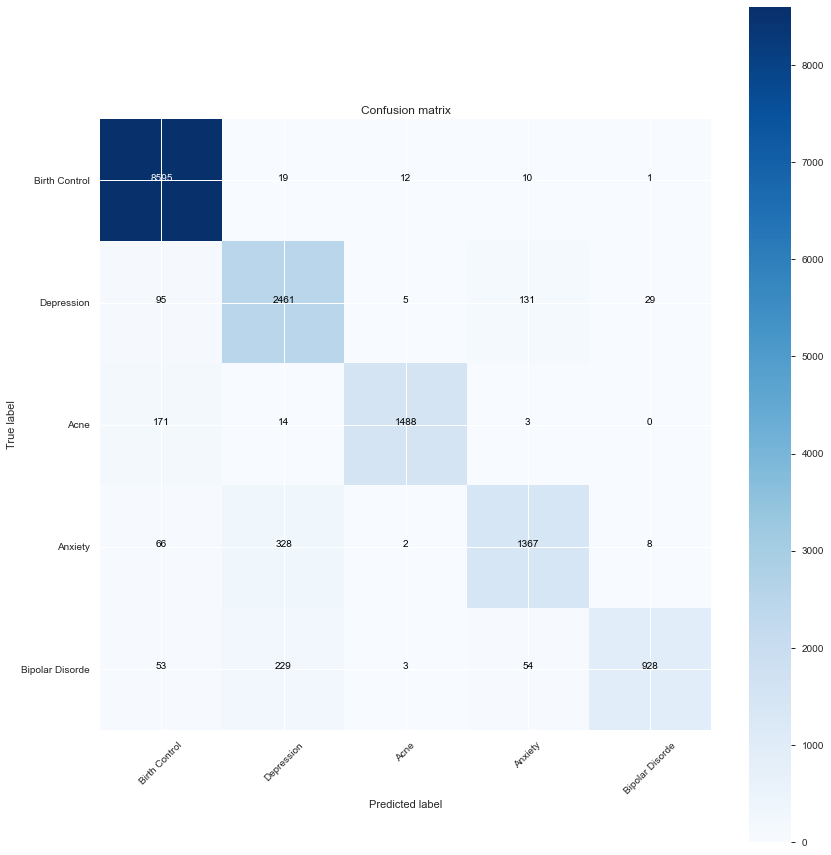 Confusion matrix
Birth Control 8595 19 12 10 1
Depression 95 2461 5 131 29
Acne 171 14 1488 3 0
Anxiety 66 328 2 1367 8
Bipolar Disorde 53 229 3 54 928
Birth Control Depression Acne Anxiety Bipolar Disorde
Predicted label
True label
8000
7000
6000
5000
4000
3000
2000
1000
0